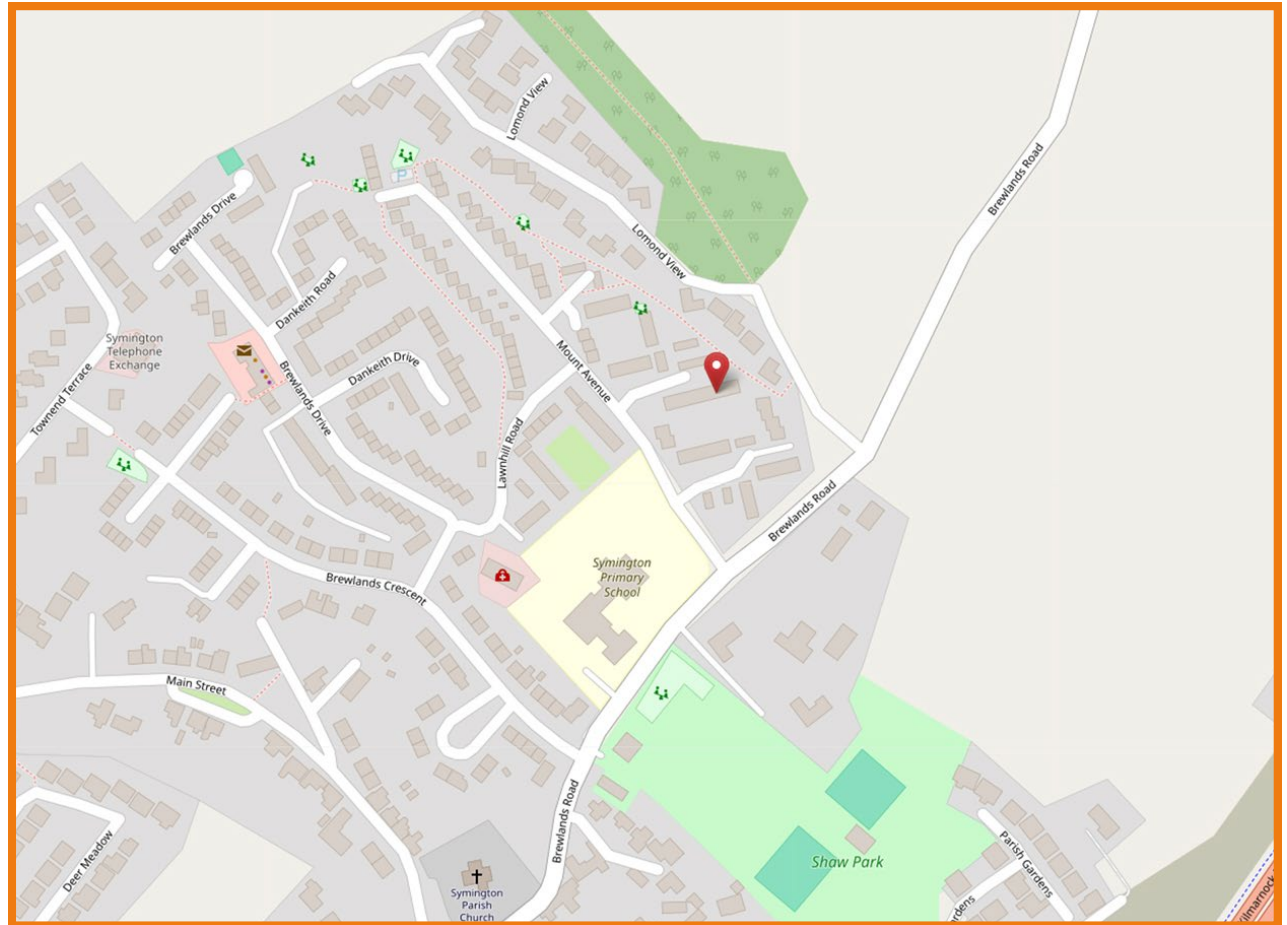 Lomond View
Brewlands Road
Brewlands Drive
P
Lomond View
Dankeith Road
Symington
Telephone
Exchange
Mount Avenue
Dankeith Drive
Townend Terrace
Brewlands Drive
Lawnhill Road
Brewlands Road
Symington
Primary
School
Brewlands Crescent
Main Street
Brewlands Road
Deer Meadow
Shaw Park
Parish Gardens
Symington
Parish
Church
rdens
ilmarnock